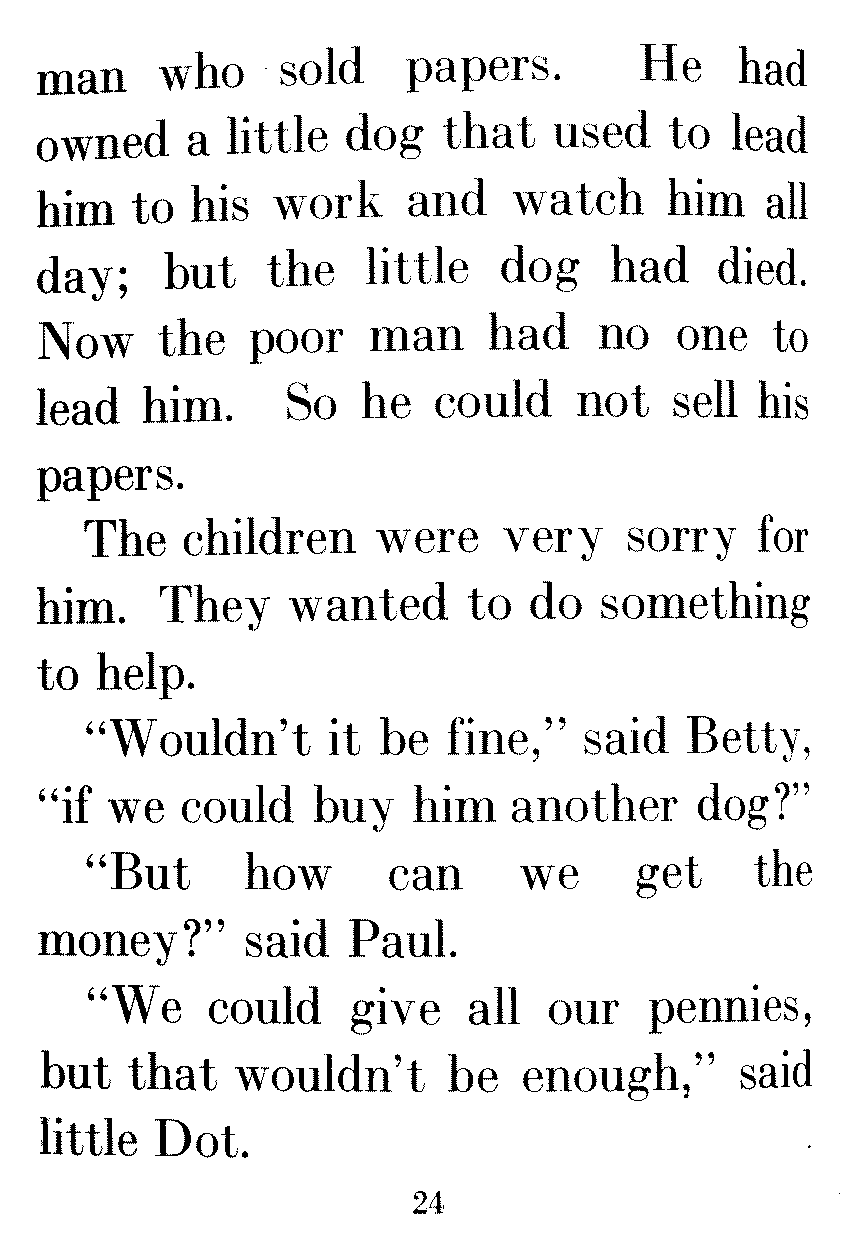 man who sold papers. He had
owned a little dog that used to lead
him to his work and watch him all
day; but the little dog had died.
Now the poor man had no one to
lead him. So he could not sell his
papers.
The children were very sorry for
him. They wanted to do something
to help.
“Wouldn’t it be fine,” said Betty,
“if we could buy him another dog?”
“But how can we get the
money?” said Paul.
“We could give all our pennies,
but that wouldn’t be enough,” said
little Dot.
24